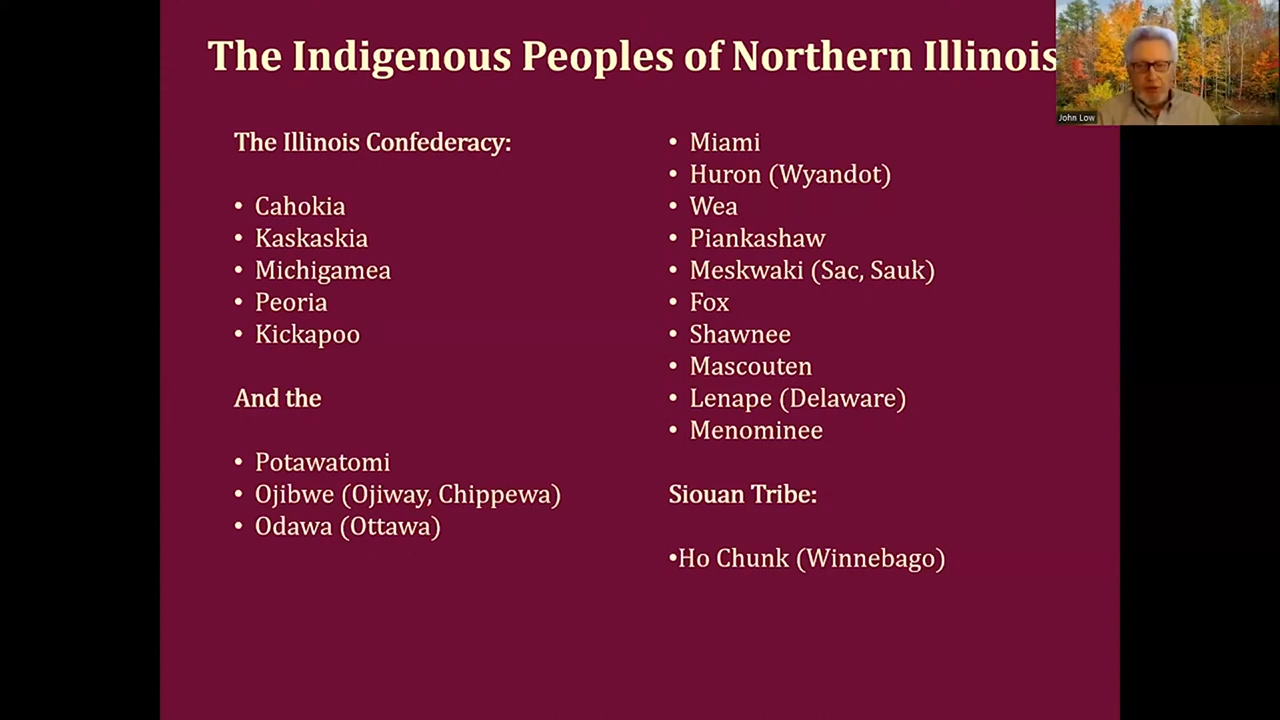 The Indigenous Peoples of Northern Illinois
John Low
The Illinois Confederacy:
• Cahokia
• Kaskaskia
• Michigamea
• Peoria
• Kickapoo
And the
• Potawatomi
• Ojibwe (Ojiway, Chippewa)
• Odawa (Ottawa)
• Miami
• Huron (Wyandot)
• Wea
• Piankashaw
• Meskwaki (Sac, Sauk)
• Fox
• Shawnee
• Mascouten
• Lenape (Delaware)
• Menominee
Siouan Tribe:
•Ho Chunk (Winnebago)